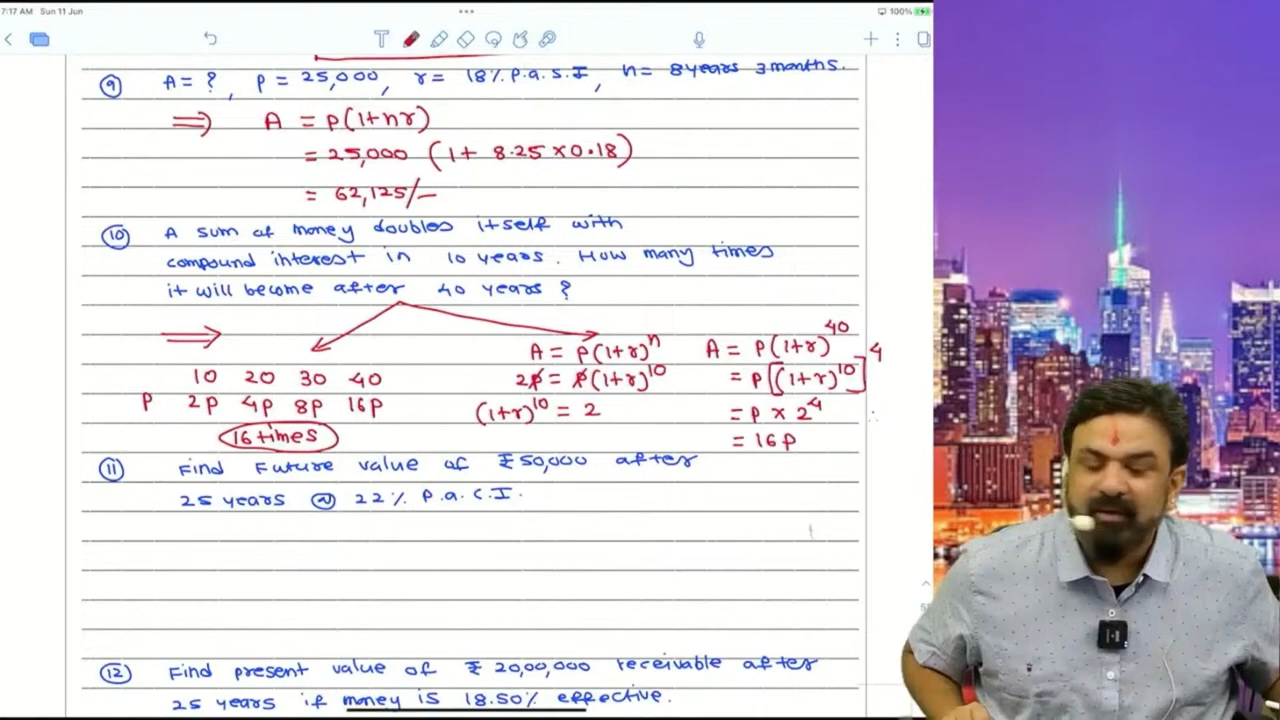 7:17 AM Sun 11 Jun
100%
⑨ A = ? , P = 25,000, r = 18% p.a. S.I, n = 8 years 3 months.
⇒ A = P(1+nr)
= 25,000 (1 + 8.25 × 0.18)
= 62,125/-
⑩ A sum of money doubles itself with
compound interest in 10 years. How many times
it will become after 40 years ?
⇒
10 20 30 40
P 2P 4P 8P 16P
16 times
A = P(1+r)^n
2P = P(1+r)^10
(1+r)^10 = 2
A = P(1+r)^40
= P[(1+r)^10]^4
= P × 2^4
= 16P
⑪ Find Future value of ₹50,000 after
25 years @ 22% p.a. C.I.
⑫ Find present value of ₹ 20,00,000 receivable after
25 years if money is 18.50% effective.